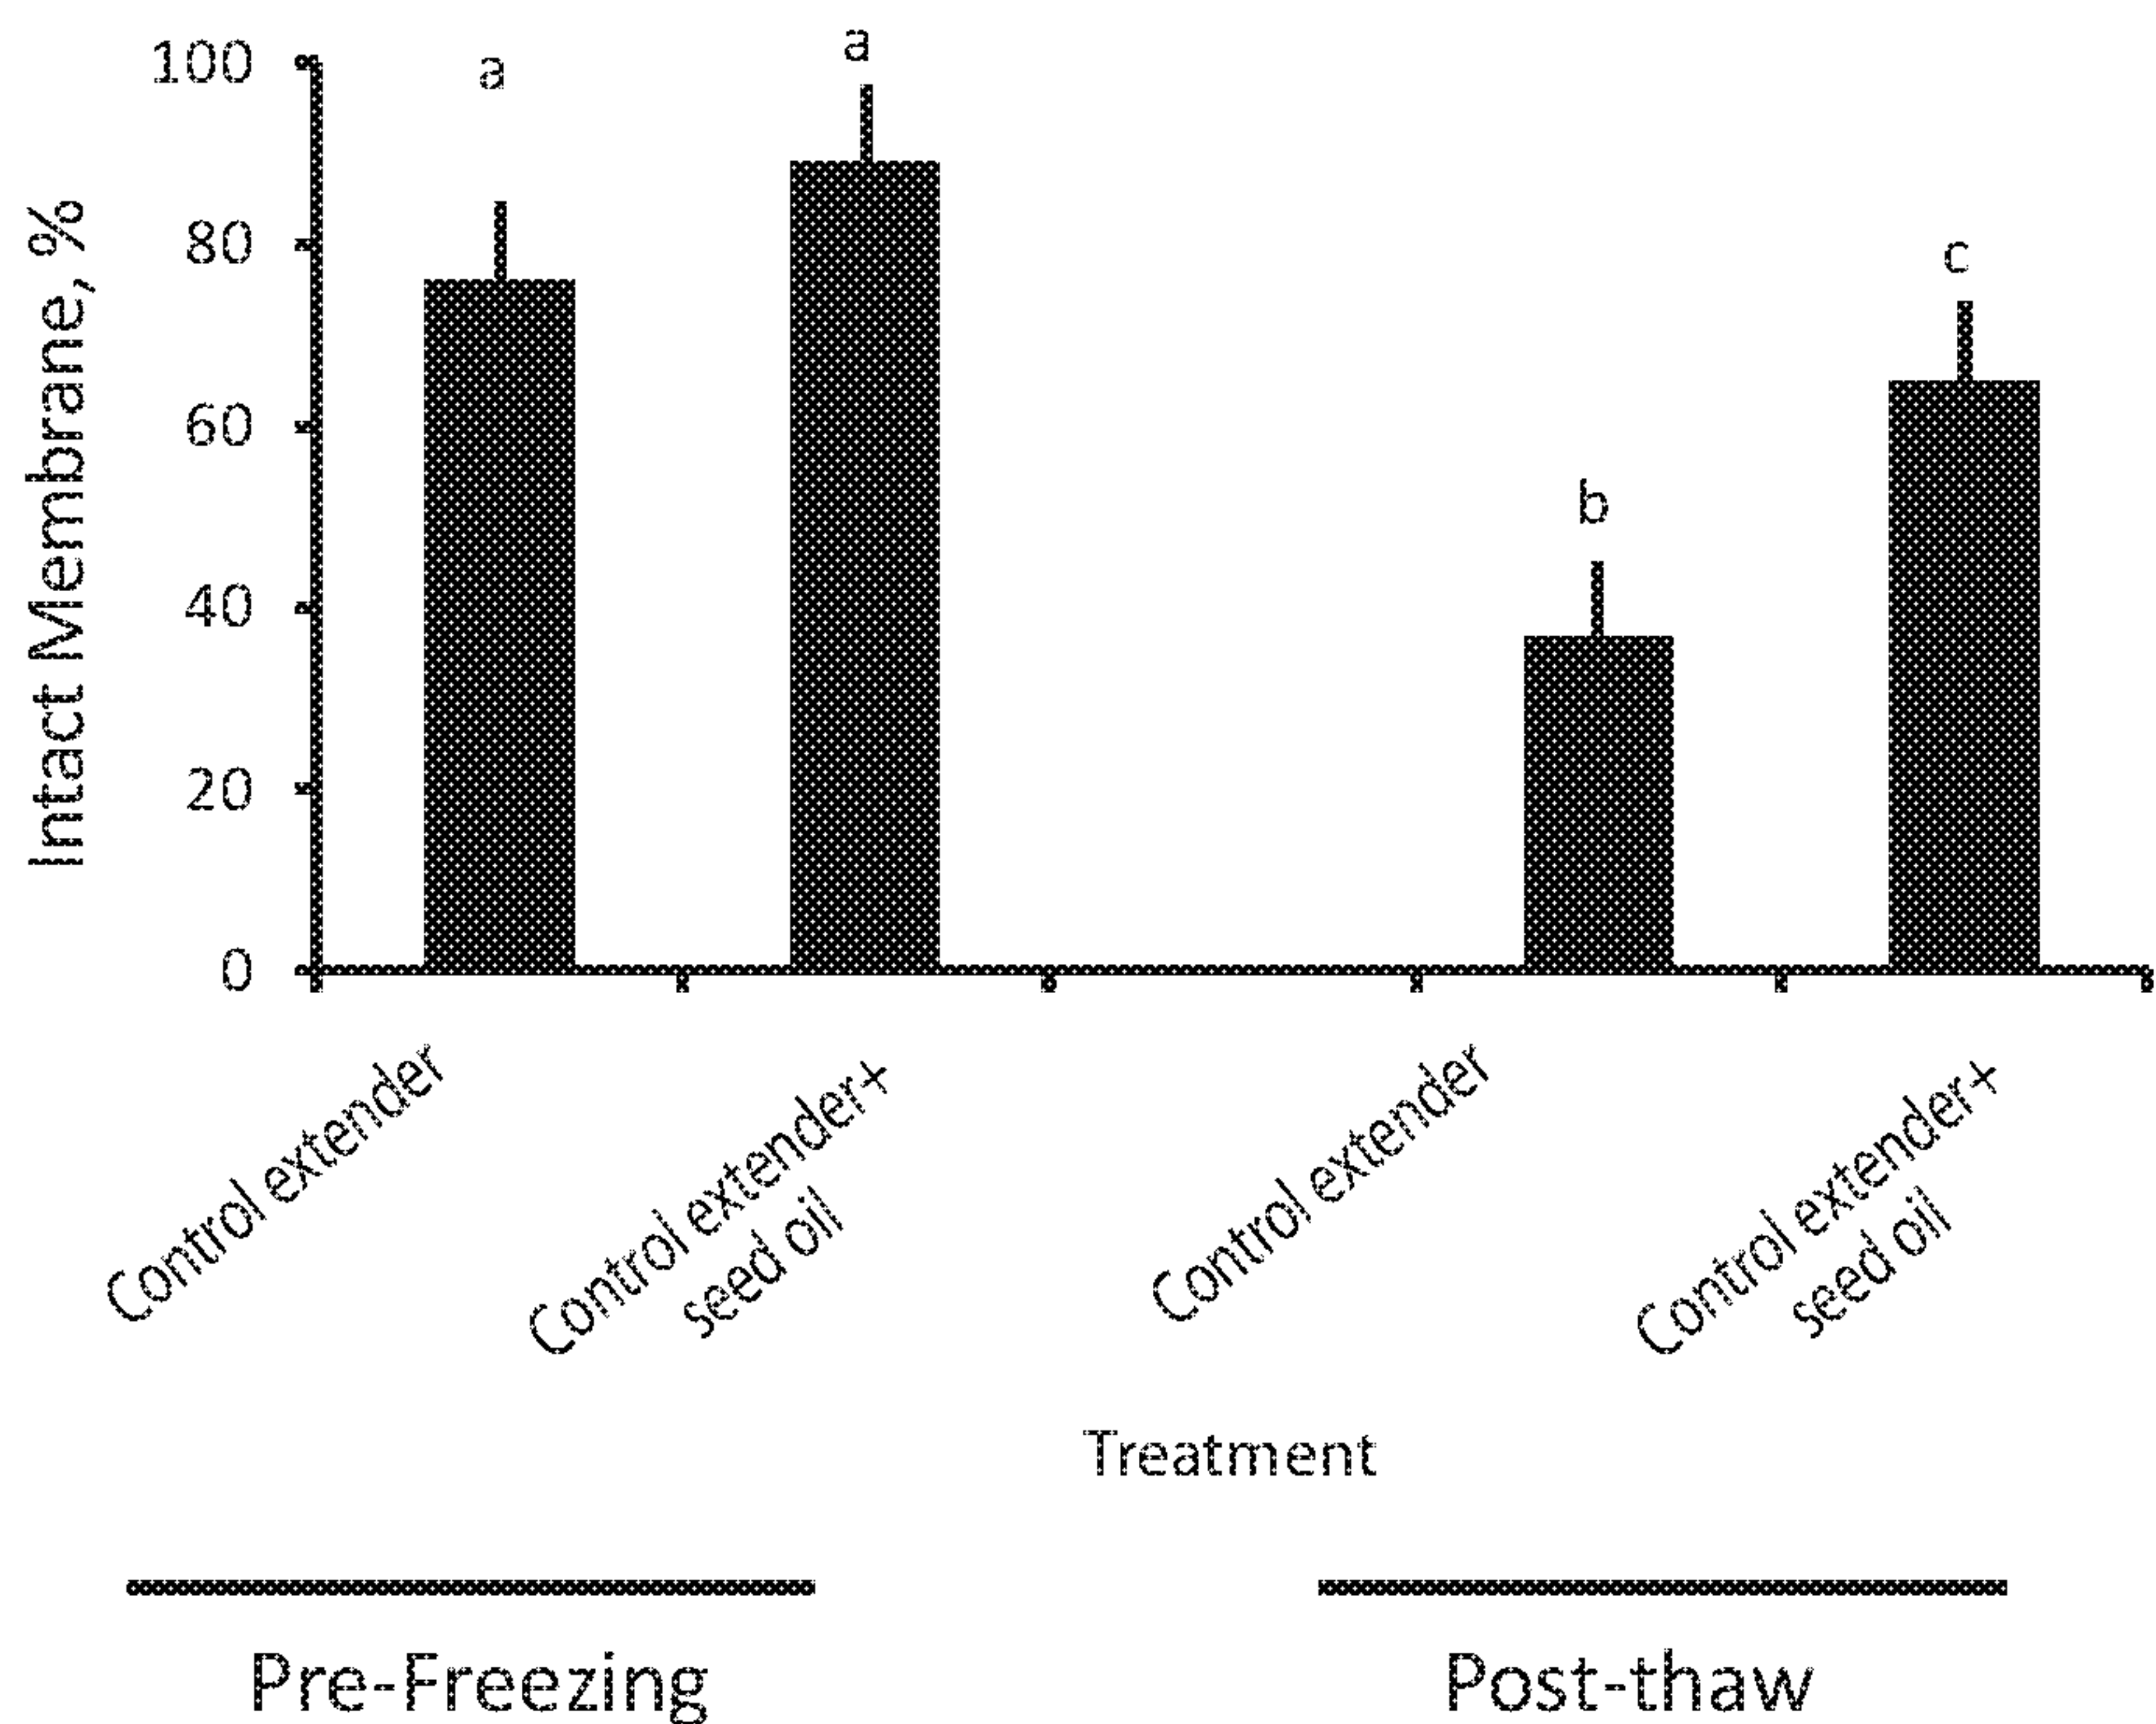 Intact Membrane, %
100
80
60
40
20
0
a
a
b
c
Control extender
Control extender+
seed oil
Control extender
Control extender+
seed oil
Treatment
Pre-Freezing
Post-thaw